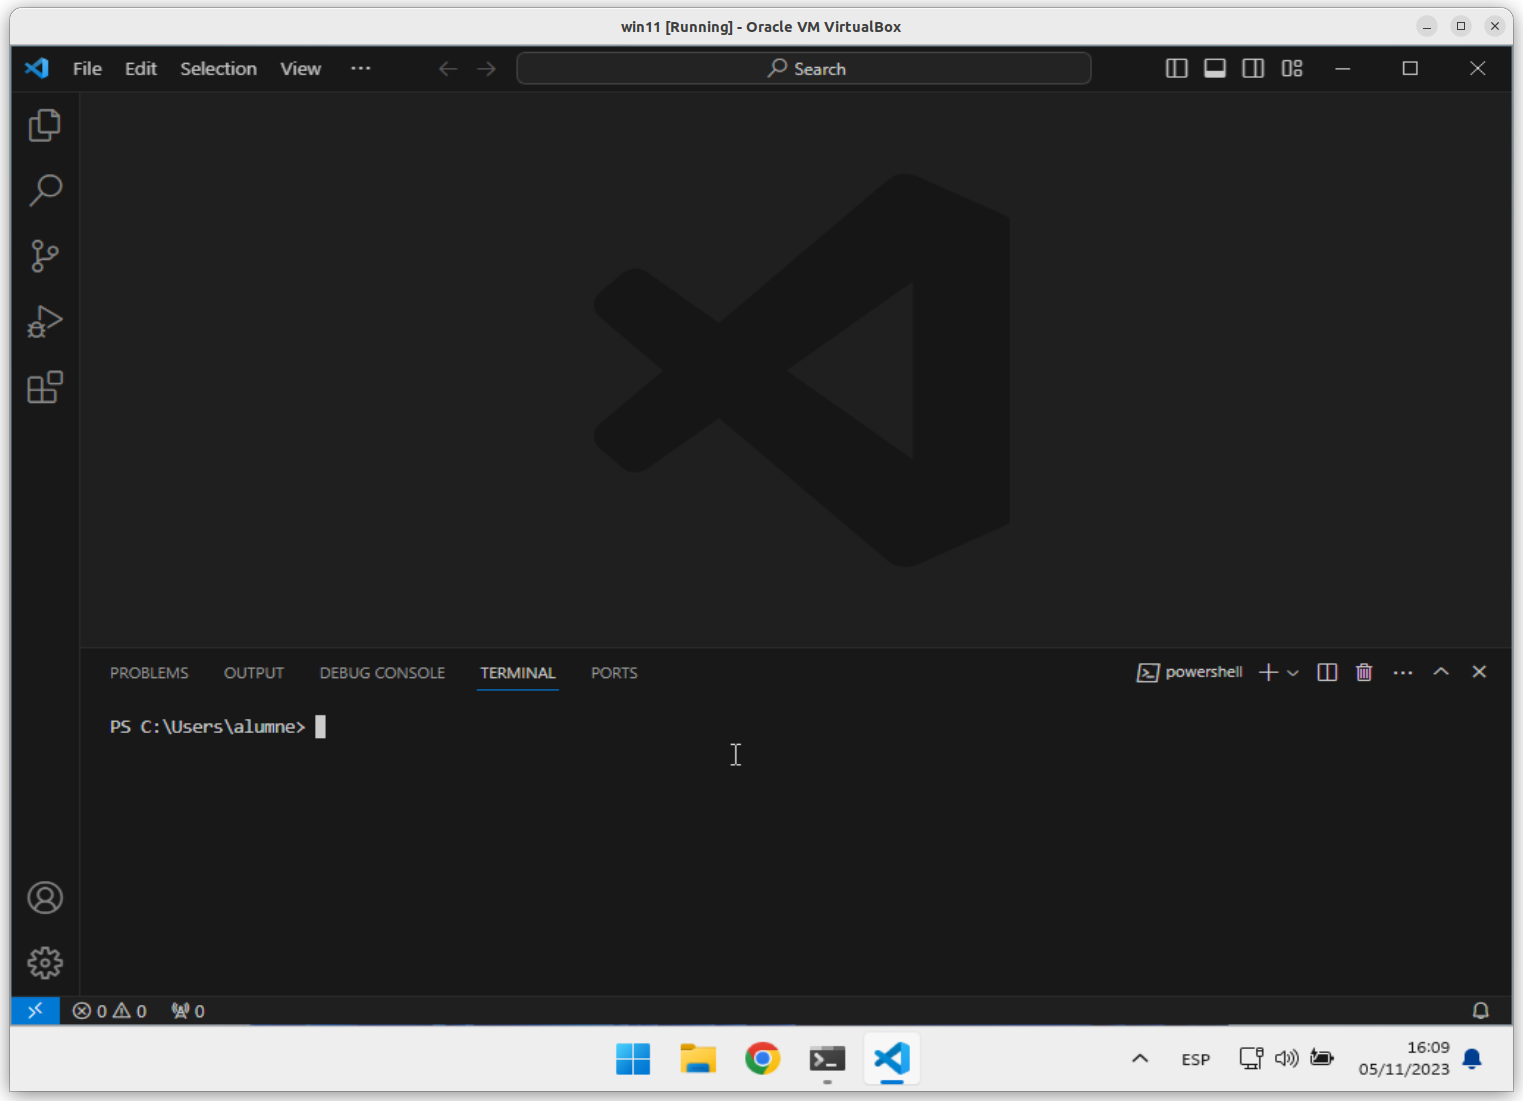 win11 [Running] - Oracle VM VirtualBox
File Edit Selection View ··· Search
PROBLEMS OUTPUT DEBUG CONSOLE TERMINAL PORTS powershell
PS C:\Users\alumne>
0 0 0
ESP
16:09
05/11/2023